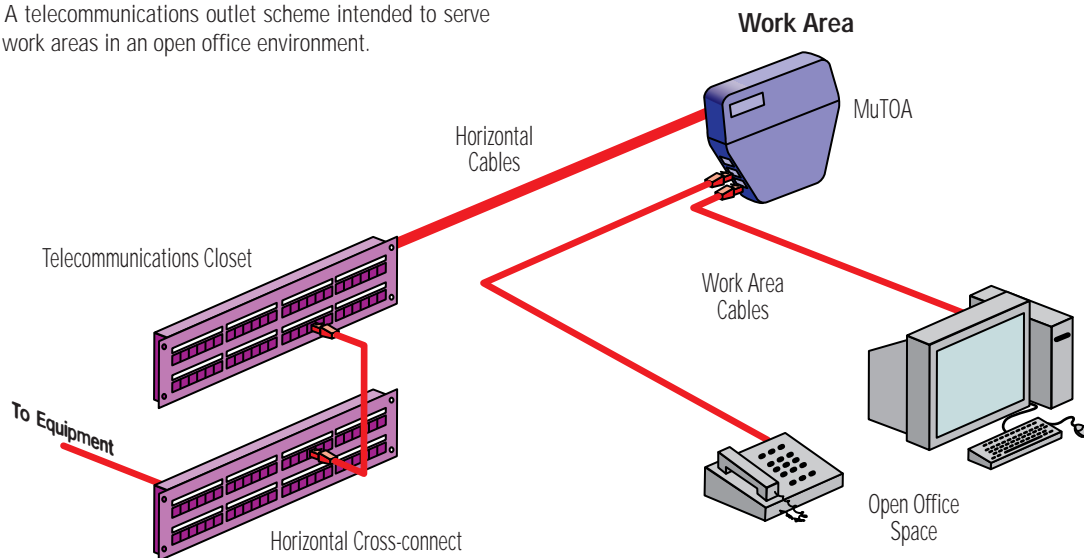 A telecommunications outlet scheme intended to serve
work areas in an open office environment.
Work Area
MuTOA
Horizontal
Cables
Telecommunications Closet
Work Area
Cables
To Equipment
Horizontal Cross-connect
Open Office
Space